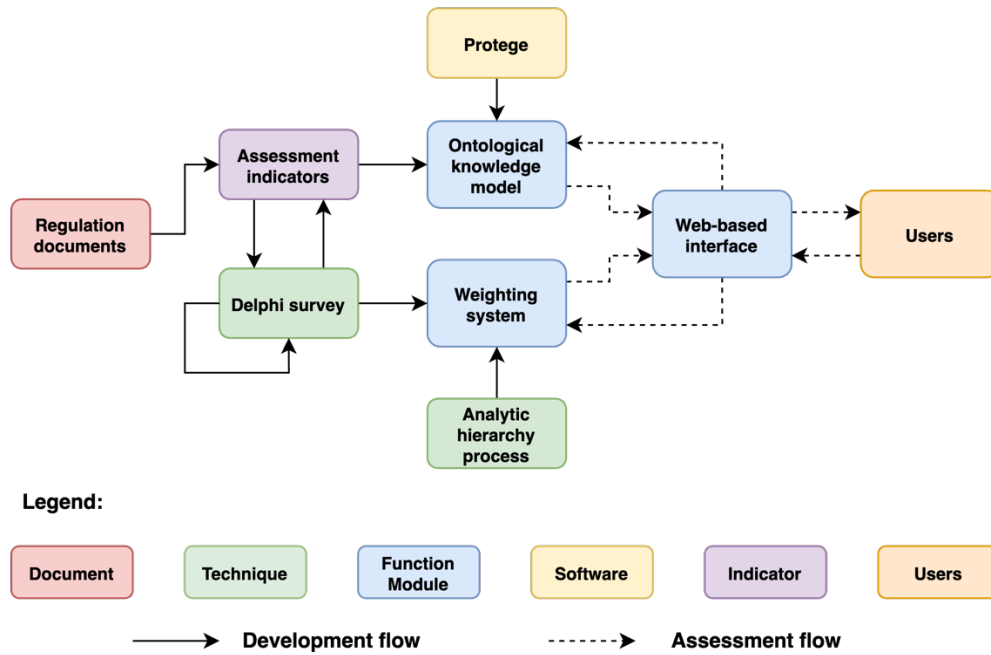 Protege
Assessment
indicators
Ontological
knowledge
model
Regulation
documents
Web-based
interface
Users
Delphi survey
Weighting
system
Analytic
hierarchy
process
Legend:
Document
Technique
Function
Module
Software
Indicator
Users
Development flow
Assessment flow